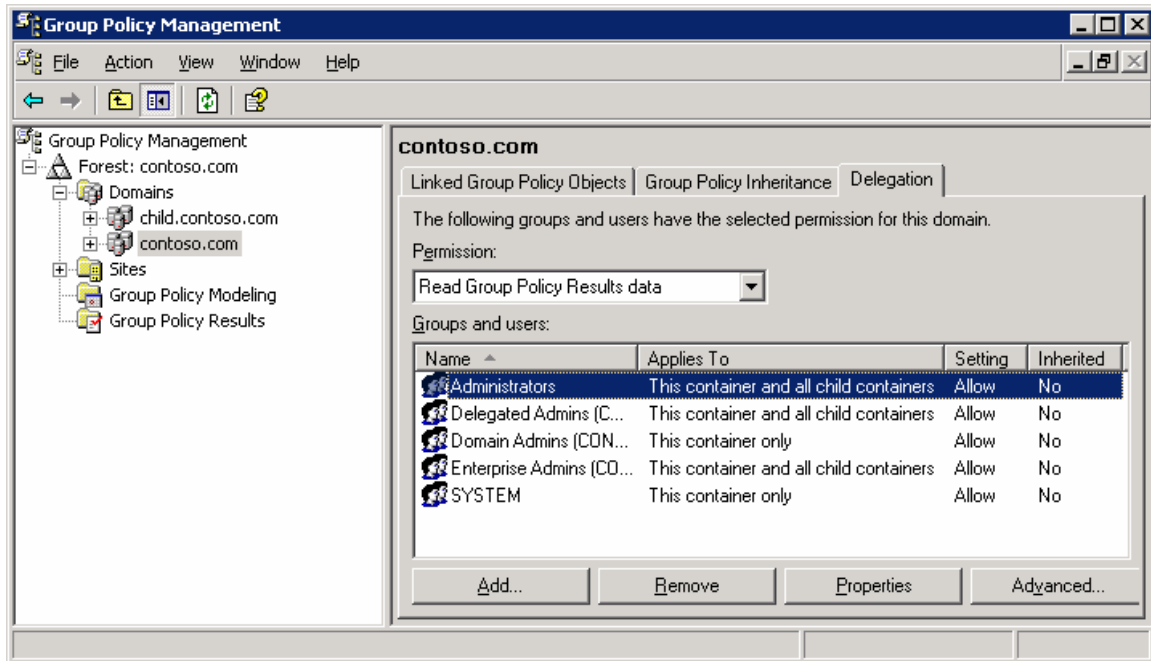 Group Policy Management
File Action View Window Help
Group Policy Management
Forest: contoso.com
Domains
child.contoso.com
contoso.com
Sites
Group Policy Modeling
Group Policy Results
contoso.com
Linked Group Policy Objects Group Policy Inheritance Delegation
The following groups and users have the selected permission for this domain.
Permission:
Read Group Policy Results data
Groups and users:
Name Applies To Setting Inherited
Administrators This container and all child containers Allow No
Delegated Admins (C... This container and all child containers Allow No
Domain Admins (CON... This container only Allow No
Enterprise Admins (CO... This container and all child containers Allow No
SYSTEM This container only Allow No
Add... Remove Properties Advanced...